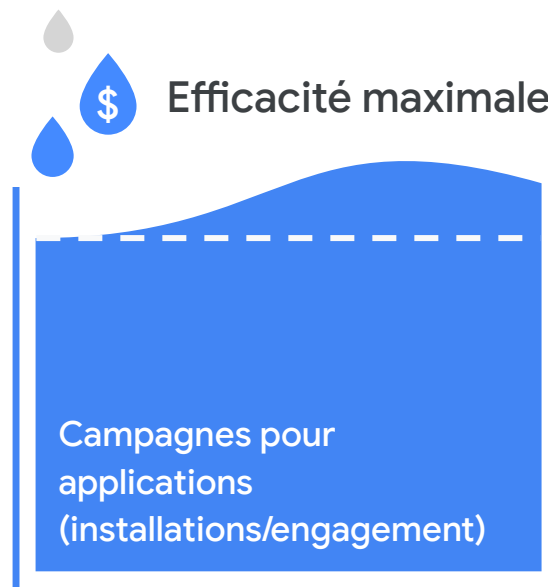 $
Efficacité maximale
Campagnes pour
applications
(installations/engagement)